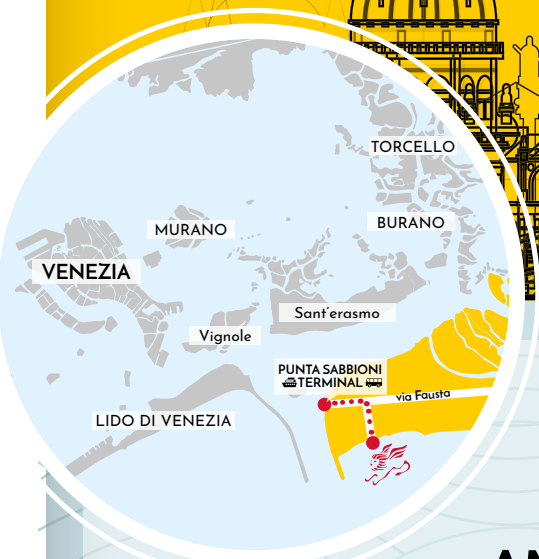 TORCELLO
BURANO
MURANO
VENEZIA
Sant'erasmo
Vignole
PUNTA SABBIONI
TERMINAL
via Fausta
LIDO DI VENEZIA